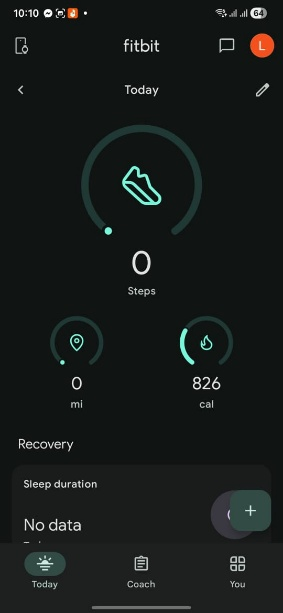 10:10
64
fitbit
L
Today
0
Steps
0
mi
826
cal
Recovery
Sleep duration
No data
Today
Coach
You